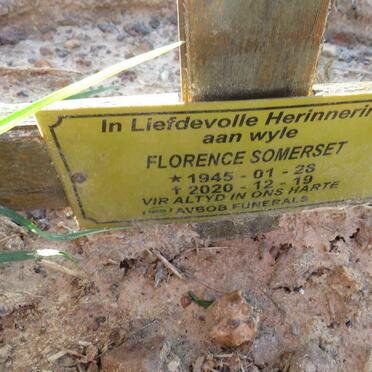 In Liefdevolle Herinnerin
aan wyle
FLORENCE SOMERSET
★ 1945 - 01 - 28
✝ 2020 - 12 - 19
VIR ALTYD IN ONS HARTE
AVBOB FUNERALS